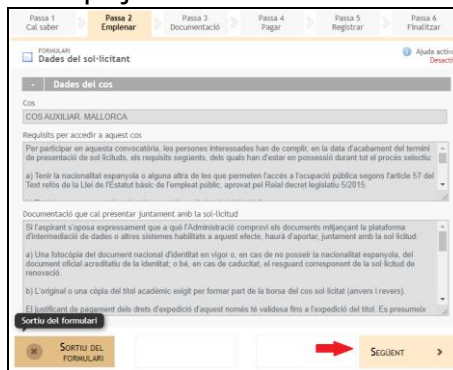 Passa 1
Cal saber
Passa 2
Emplenar
Passa 3
Documentació
Passa 4
Pagar
Passa 5
Registrar
Passa 6
Finalitzar
FORMULARI
Dades del sol·licitant
Ajuda activa
Desacti
- Dades del cos
Cos
COS AUXILIAR. MALLORCA
Requisits per accedir a aquest cos
Per participar en aquesta convocatòria, les persones interessades han de complir, en la data d'acabament del termini
de presentació de sol·licituds, els requisits següents, dels quals han d'estar en possessió durant tot el procés selectiu:
a) Tenir la nacionalitat espanyola o alguna altra de les que permeten l'accés a l'ocupació pública segons l'article 57 del
Text refós de la Llei de l'Estatut bàsic de l'empleat públic, aprovat pel Reial decret legislatiu 5/2015.
Documentació que cal presentar juntament amb la sol·licitud
Si l'aspirant s'oposa expressament que a què l'Administració comprovi els documents mitjançant la plataforma
d'intermediació de dades o altres sistemes habilitats a aquest efecte, haurà d'aportar, juntament amb la sol·licitud:
a) Una fotocòpia del document nacional d'identitat en vigor o, en cas de no posseir la nacionalitat espanyola, del
document oficial acreditatiu de la identitat; o bé, en cas de caducitat, el resguard corresponent de la sol·licitud de
renovació.
b) L'original o una còpia del títol acadèmic exigit per formar part de la borsa del cos sol·licitat (anvers i revers).
El justificant de pagament dels drets d'expedició d'aquest només té validesa fins a l'expedició del títol. Es presumeix
Sortiu del formulari
SORTIU DEL
FORMULARI
SEGÜENT